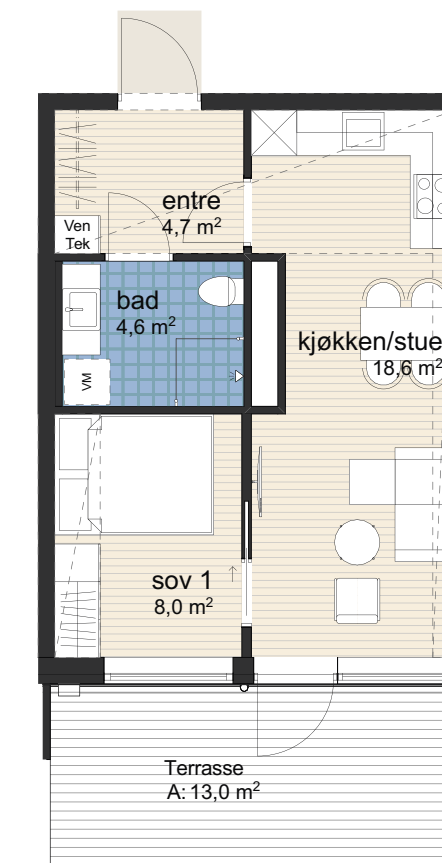 entre
4,7 m²
Ven
Tek
bad
4,6 m²
VM
kjøkken/stue
18,6 m²
sov 1
8,0 m²
Terrasse
A: 13,0 m²